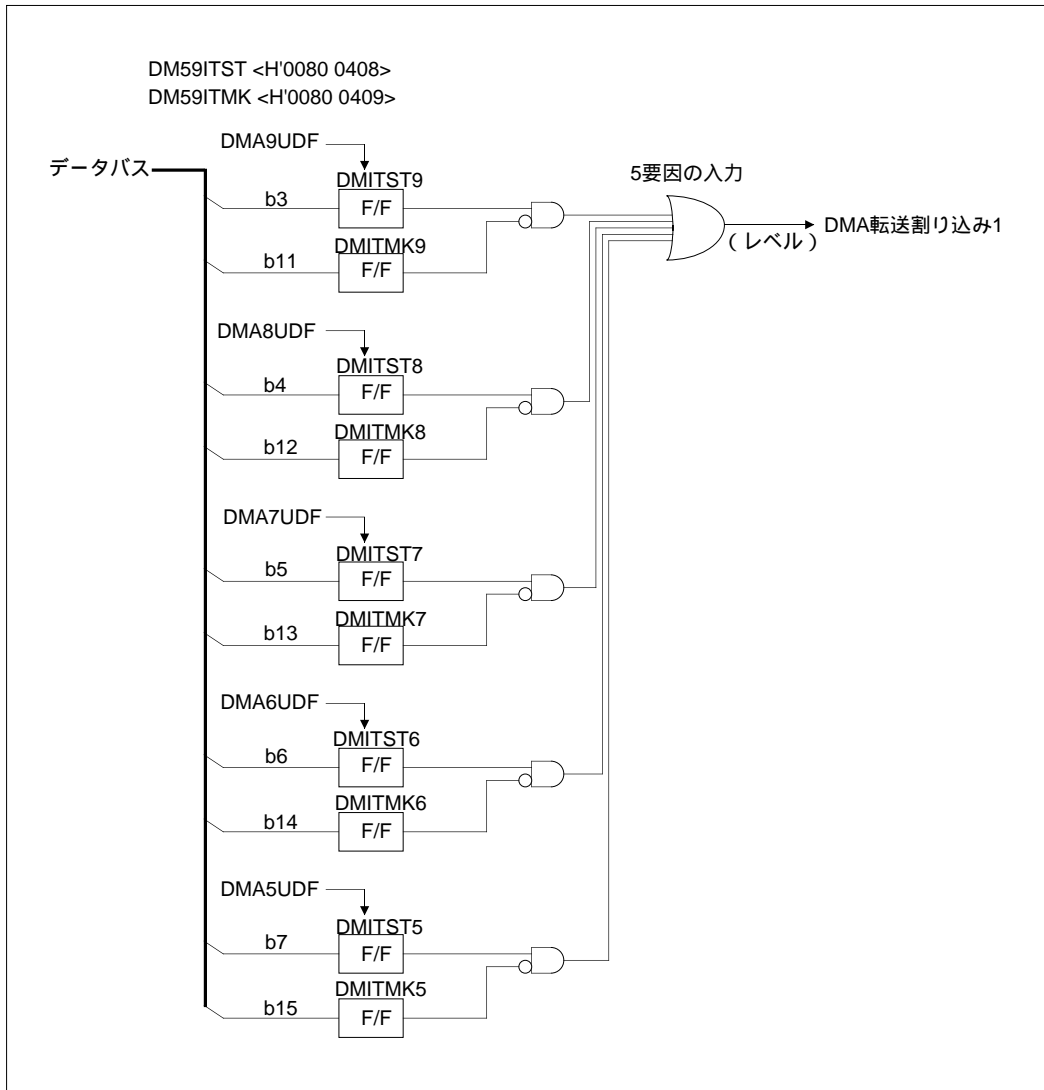 DM59ITST <H'0080 0408>
DM59ITMK <H'0080 0409>
DMA9UDF
データバス
DMITST9
5要因の入力
b3
F/F
DMA転送割り込み1
(レベル)
DMITMK9
b11
F/F
DMA8UDF
DMITST8
b4
F/F
DMITMK8
b12
F/F
DMA7UDF
DMITST7
b5
F/F
DMITMK7
b13
F/F
DMA6UDF
DMITST6
b6
F/F
DMITMK6
b14
F/F
DMA5UDF
DMITST5
b7
F/F
DMITMK5
b15
F/F